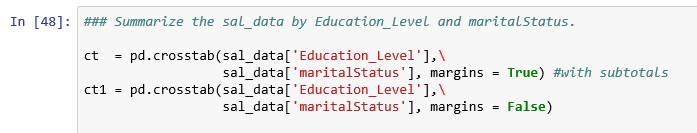 In [48]: ### Summarize the sal_data by Education_Level and maritalStatus.
ct  = pd.crosstab(sal_data['Education_Level'],\
                  sal_data['maritalStatus'], margins = True) #with subtotals
ct1 = pd.crosstab(sal_data['Education_Level'],\
                  sal_data['maritalStatus'], margins = False)